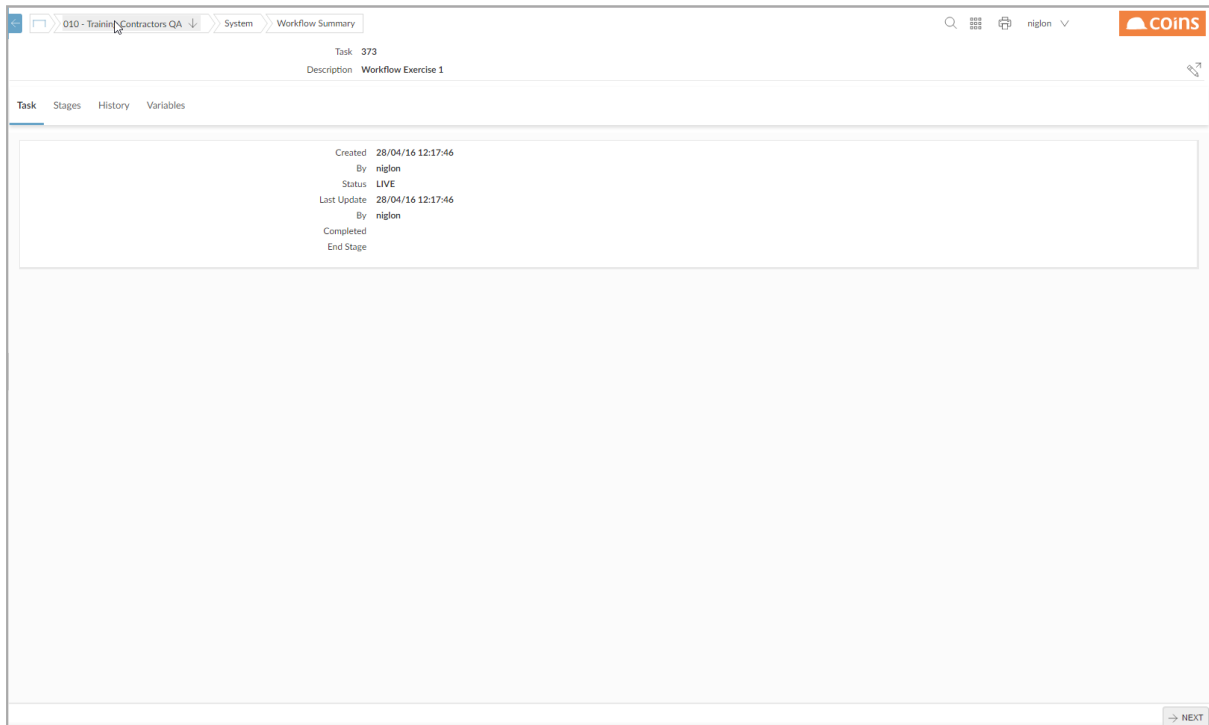 010 - Training Contractors QA System Workflow Summary niglon COINS
Task 373
Description Workflow Exercise 1
Task Stages History Variables
Created 28/04/16 12:17:46
By niglon
Status LIVE
Last Update 28/04/16 12:17:46
By niglon
Completed
End Stage
NEXT